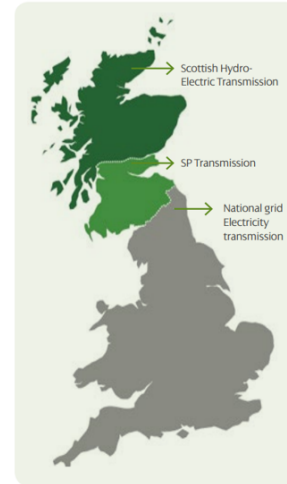 Scottish Hydro-
Electric Transmission
SP Transmission
National grid
Electricity
transmission